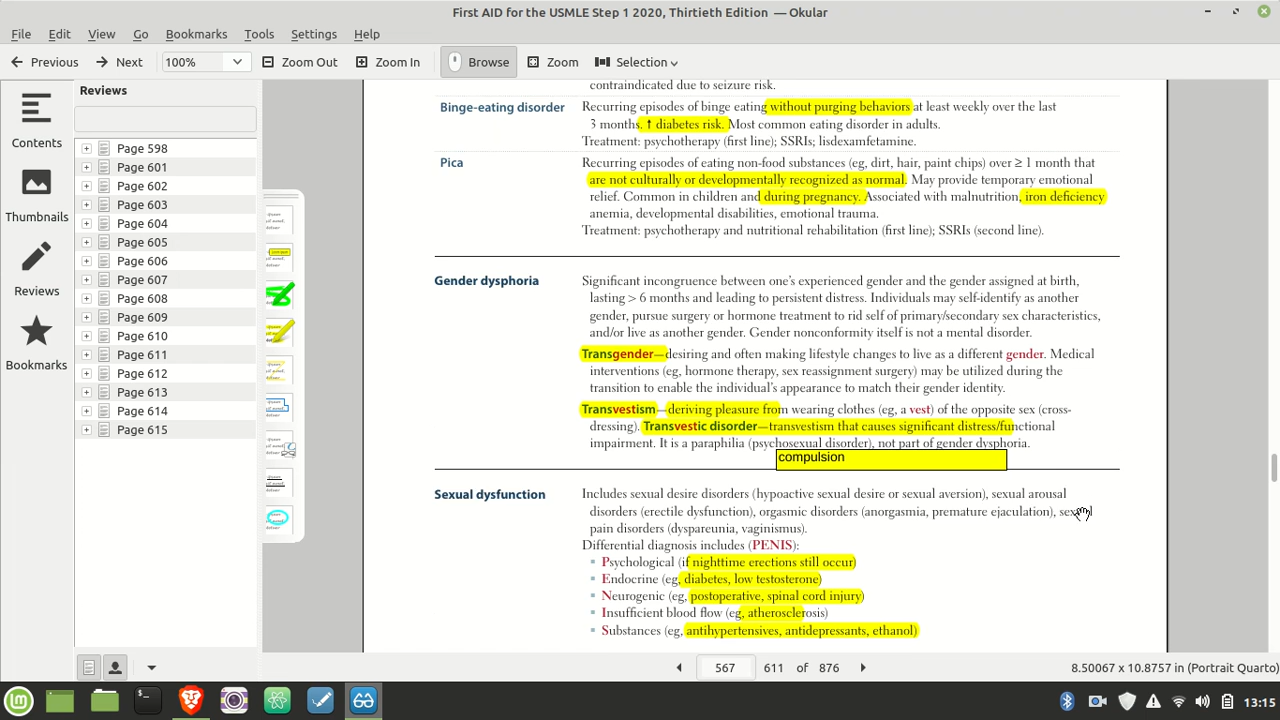 First AID for the USMLE Step 1 2020, Thirtieth Edition — Okular
File Edit View Go Bookmarks Tools Settings Help
Previous Next 100% Zoom Out Zoom In Browse Zoom Selection
Reviews
Contents
Thumbnails
Reviews
Bookmarks
Page 598
Page 601
Page 602
Page 603
Page 604
Page 605
Page 606
Page 607
Page 608
Page 609
Page 610
Page 611
Page 612
Page 613
Page 614
Page 615
contraindicated due to seizure risk.
Binge-eating disorder Recurring episodes of binge eating without purging behaviors at least weekly over the last
3 months. ↑ diabetes risk. Most common eating disorder in adults.
Treatment: psychotherapy (first line); SSRIs; lisdexamfetamine.
Pica Recurring episodes of eating non-food substances (eg, dirt, hair, paint chips) over ≥ 1 month that
are not culturally or developmentally recognized as normal. May provide temporary emotional
relief. Common in children and during pregnancy. Associated with malnutrition, iron deficiency
anemia, developmental disabilities, emotional trauma.
Treatment: psychotherapy and nutritional rehabilitation (first line); SSRIs (second line).
Gender dysphoria Significant incongruence between one's experienced gender and the gender assigned at birth,
lasting > 6 months and leading to persistent distress. Individuals may self-identify as another
gender, pursue surgery or hormone treatment to rid self of primary/secondary sex characteristics,
and/or live as another gender. Gender nonconformity itself is not a mental disorder.
Transgender—desiring and often making lifestyle changes to live as a different gender. Medical
interventions (eg, hormone therapy, sex reassignment surgery) may be utilized during the
transition to enable the individual's appearance to match their gender identity.
Transvestism—deriving pleasure from wearing clothes (eg, a vest) of the opposite sex (cross-
dressing). Transvestic disorder—transvestism that causes significant distress/functional
impairment. It is a paraphilia (psychosexual disorder), not part of gender dysphoria.
compulsion
Sexual dysfunction Includes sexual desire disorders (hypoactive sexual desire or sexual aversion), sexual arousal
disorders (erectile dysfunction), orgasmic disorders (anorgasmia, premature ejaculation), sexual
pain disorders (dyspareunia, vaginismus).
Differential diagnosis includes (PENIS):
▪ Psychological (if nighttime erections still occur)
▪ Endocrine (eg, diabetes, low testosterone)
▪ Neurogenic (eg, postoperative, spinal cord injury)
▪ Insufficient blood flow (eg, atherosclerosis)
▪ Substances (eg, antihypertensives, antidepressants, ethanol)
567 611 of 876 8.50067 x 10.8757 in (Portrait Quarto)
13:15